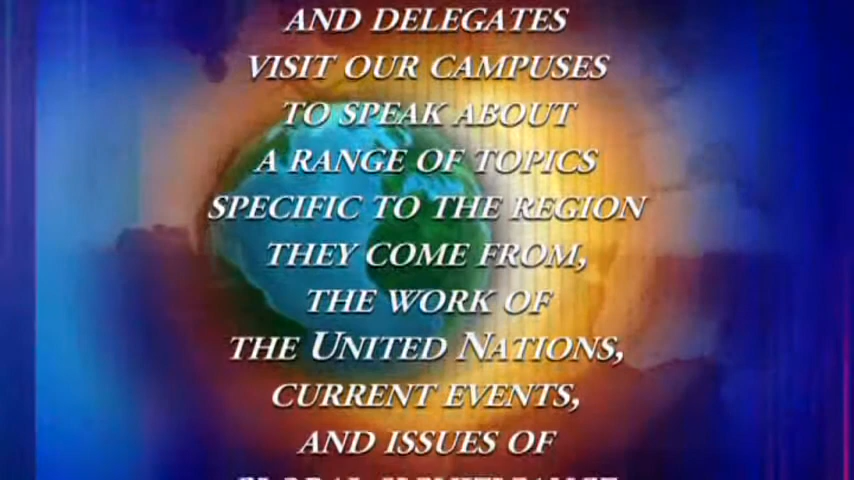 AND DELEGATES
VISIT OUR CAMPUSES
TO SPEAK ABOUT
A RANGE OF TOPICS
SPECIFIC TO THE REGION
THEY COME FROM,
THE WORK OF
THE UNITED NATIONS,
CURRENT EVENTS,
AND ISSUES OF
GLOBAL